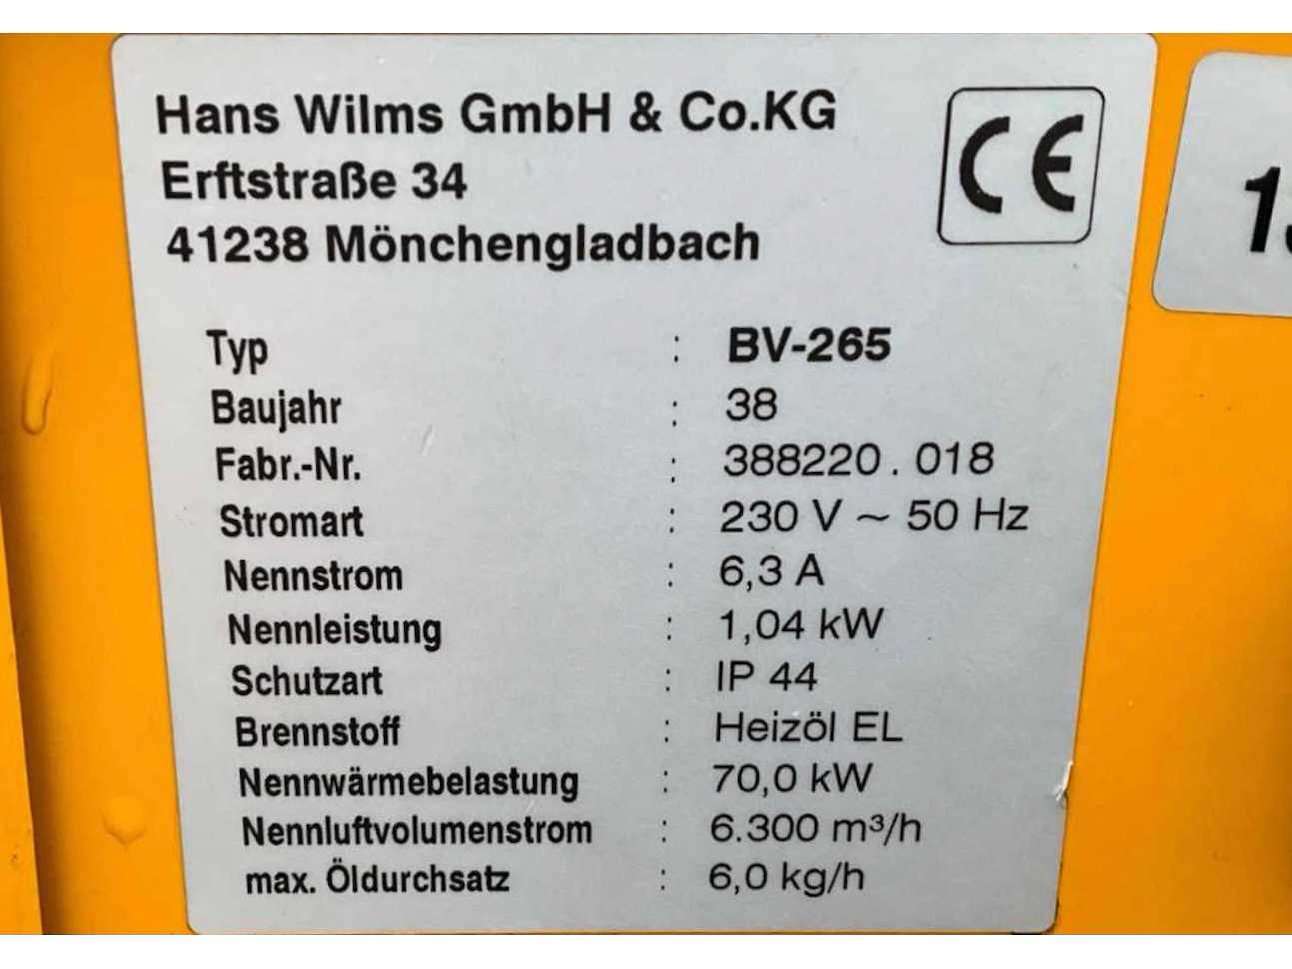 Hans Wilms GmbH & Co.KG
Erftstraße 34
41238 Mönchengladbach
CE
Typ : BV-265
Baujahr : 38
Fabr.-Nr. : 388220.018
Stromart : 230 V ~ 50 Hz
Nennstrom : 6,3 A
Nennleistung : 1,04 kW
Schutzart : IP 44
Brennstoff : Heizöl EL
Nennwärmebelastung : 70,0 kW
Nennluftvolumenstrom : 6.300 m³/h
max. Öldurchsatz : 6,0 kg/h